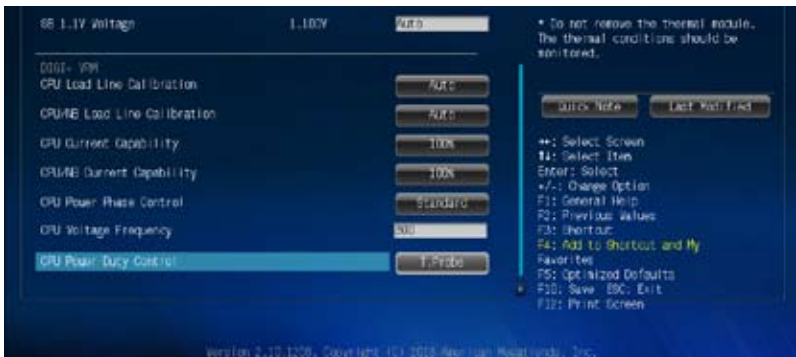 SB 1.1V Voltage 1.100V Auto
DIGI+ VRM
CPU Load Line Calibration Auto
CPU/NB Load Line Calibration Auto
CPU Current Capability 100%
CPU/NB Current Capability 100%
CPU Power Phase Control Standard
CPU Voltage Frequency 300
CPU Power Duty Control T.Probe
* Do not remove the thermal module.
The thermal conditions should be
monitored.
Quick Note Last Modified
→←: Select Screen
↑↓: Select Item
Enter: Select
+/-: Change Option
F1: General Help
F2: Previous Values
F3: Shortcut
F4: Add to Shortcut and My
Favorites
F5: Optimized Defaults
F10: Save ESC: Exit
F12: Print Screen
Version 2.10.1208. Copyright (C) 2013 American Megatrends, Inc.